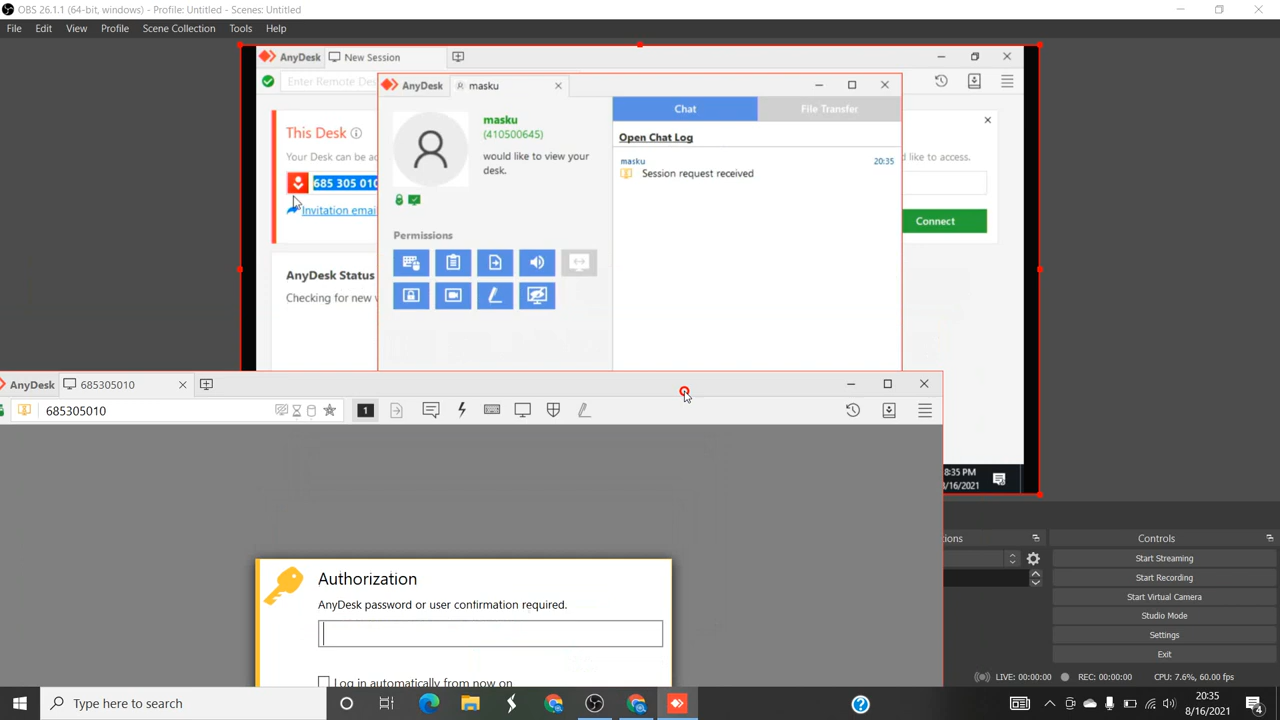 OBS 26.1.1 (64-bit, windows) - Profile: Untitled - Scenes: Untitled
File Edit View Profile Scene Collection Tools Help
AnyDesk New Session
Enter Remote Des
AnyDesk masku
This Desk
Your Desk can be ac
685 305 010
Invitation emai
AnyDesk Status
Checking for new v
masku
(410500645)
would like to view your
desk.
Permissions
Chat File Transfer
Open Chat Log
masku 20:35
Session request received
like to access.
Connect
8:35 PM
/16/2021
AnyDesk 685305010
685305010 1
Authorization
AnyDesk password or user confirmation required.
Log in automatically from now on.
ions
Controls
Start Streaming
Start Recording
Start Virtual Camera
Studio Mode
Settings
Exit
LIVE: 00:00:00 REC: 00:00:00 CPU: 7.6%, 60.00 fps
Type here to search
20:35
8/16/2021
4